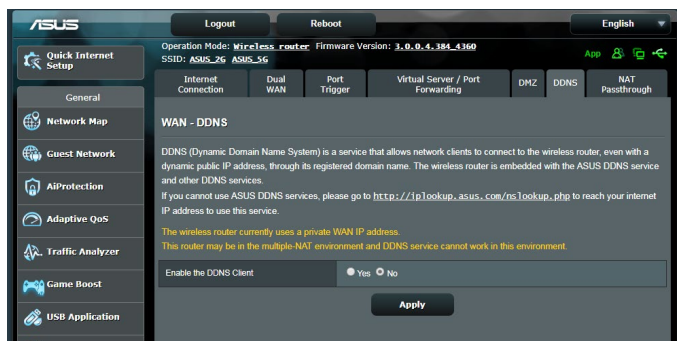 ASUS
Logout
Reboot
English
Quick Internet
Setup
Operation Mode: Wireless router Firmware Version: 3.0.0.4.384_4360
SSID: ASUS_2G ASUS_5G
App
Internet
Connection
Dual
WAN
Port
Trigger
Virtual Server / Port
Forwarding
DMZ
DDNS
NAT
Passthrough
General
Network Map
Guest Network
AiProtection
Adaptive QoS
Traffic Analyzer
Game Boost
USB Application
WAN - DDNS
DDNS (Dynamic Domain Name System) is a service that allows network clients to connect to the wireless router, even with a
dynamic public IP address, through its registered domain name. The wireless router is embedded with the ASUS DDNS service
and other DDNS services.
If you cannot use ASUS DDNS services, please go to http://iplookup.asus.com/nslookup.php to reach your internet
IP address to use this service.
The wireless router currently uses a private WAN IP
address.
This router may be in the multiple-NAT environment and DDNS service cannot work in this environment.
Enable the DDNS Client
Yes No
Apply